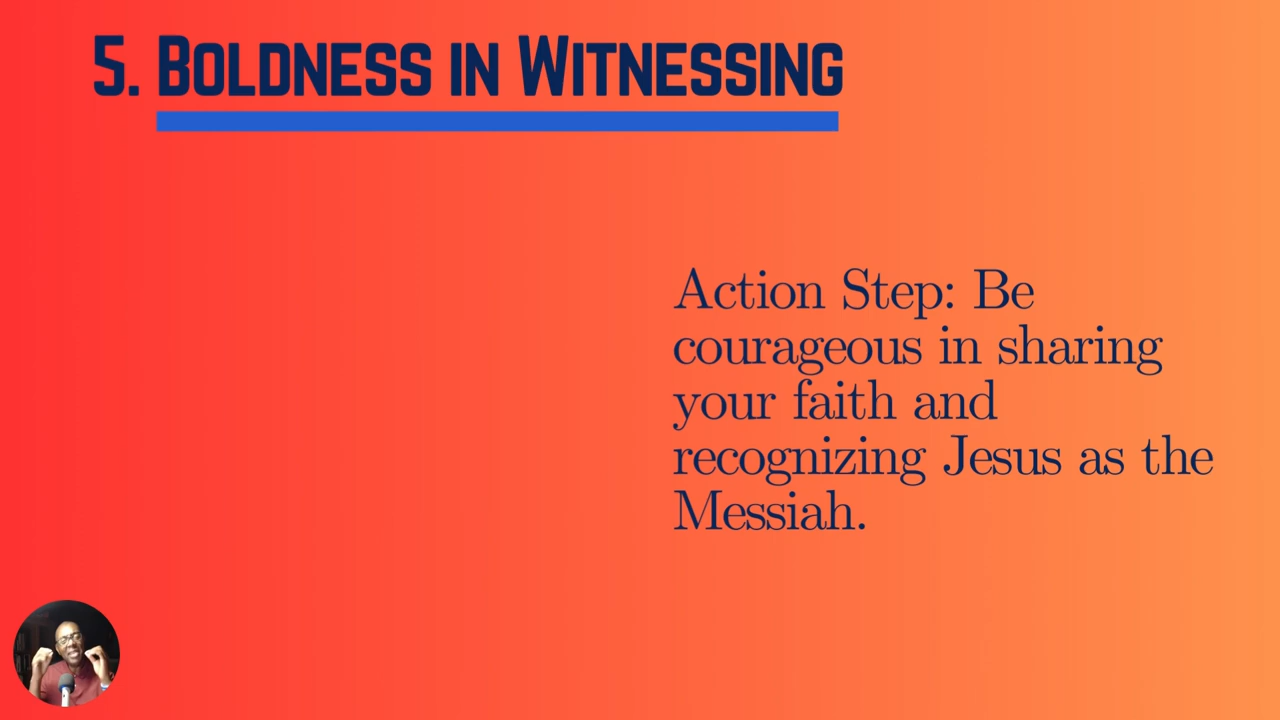 5. Boldness in Witnessing
Action Step: Be
courageous in sharing
your faith and
recognizing Jesus as the
Messiah.